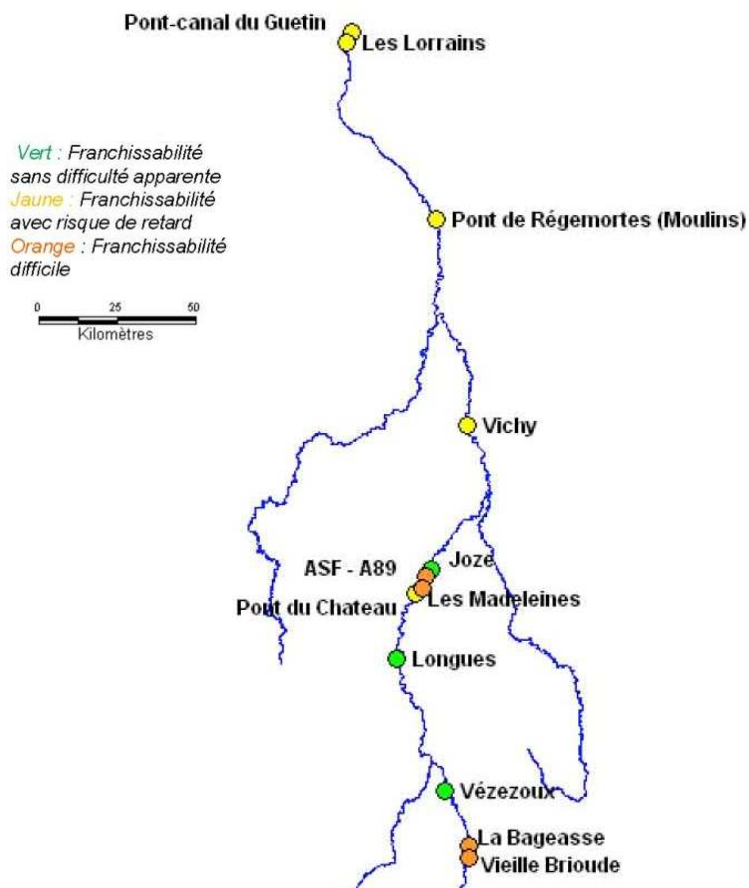 Pont-canal du Guetin
Les Lorrains
Vert : Franchissabilité
sans difficulté apparente
Jaune : Franchissabilité
avec risque de retard
Orange : Franchissabilité
difficile
0 25 50
Kilomètres
Pont de Régemortes (Moulins)
Vichy
Joze
ASF - A89
Les Madeleines
Pont du Chateau
Longues
Vézezoux
La Bageasse
Vieille Brioude